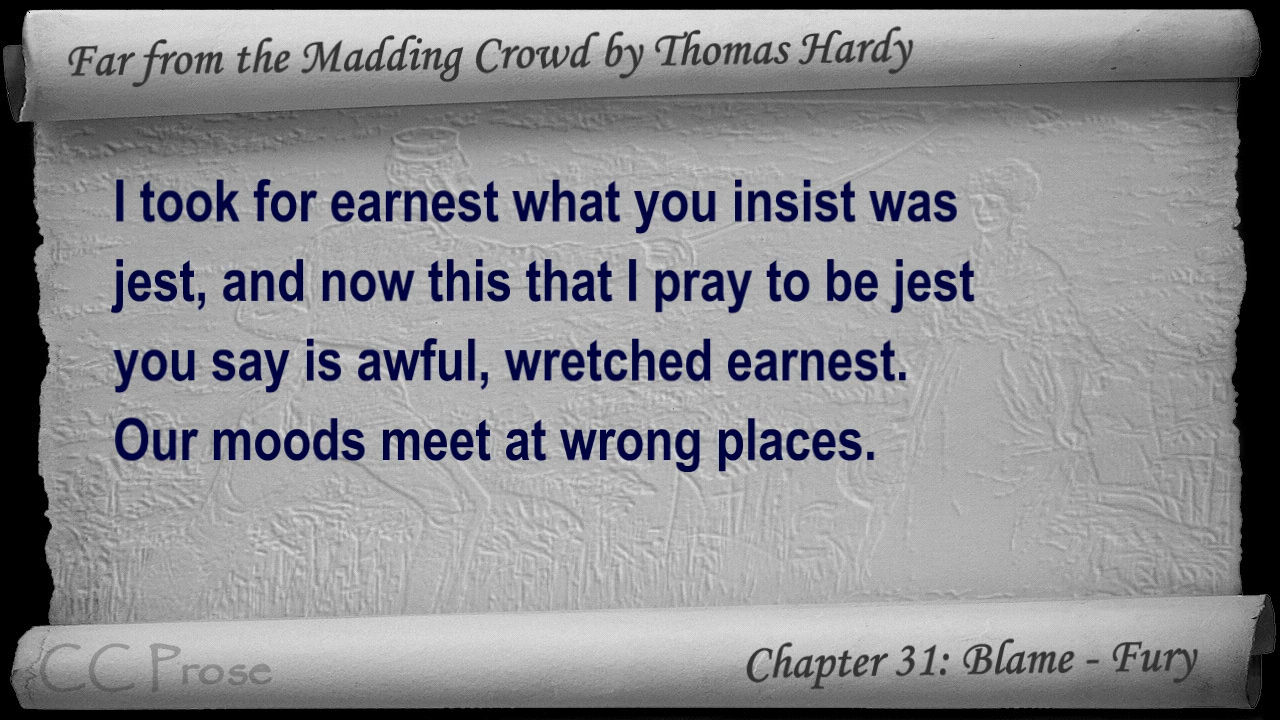 Far from the Madding Crowd by Thomas Hardy
I took for earnest what you insist was
jest, and now this that I pray to be jest
you say is awful, wretched earnest.
Our moods meet at wrong places.
CC Prose
Chapter 31: Blame - Fury